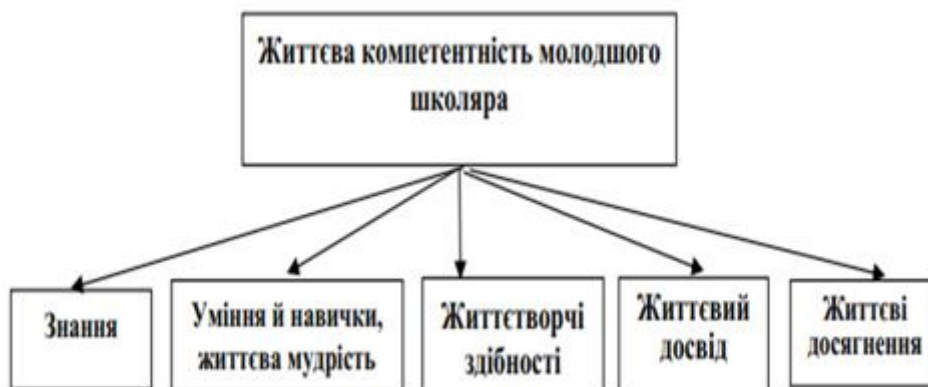 Життєва компетентність молодшого
школяра
Знання
Уміння й навички,
життєва мудрість
Життєтворчі
здібності
Життєвий
досвід
Життєві
досягнення